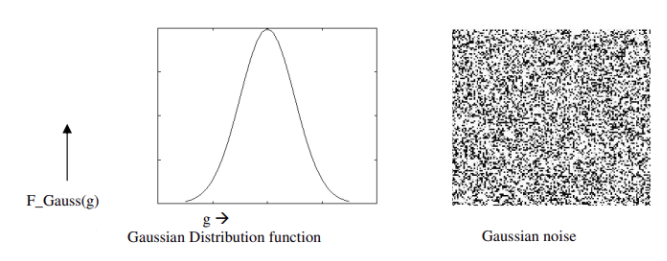 F_Gauss(g)
g →
Gaussian Distribution function
Gaussian noise